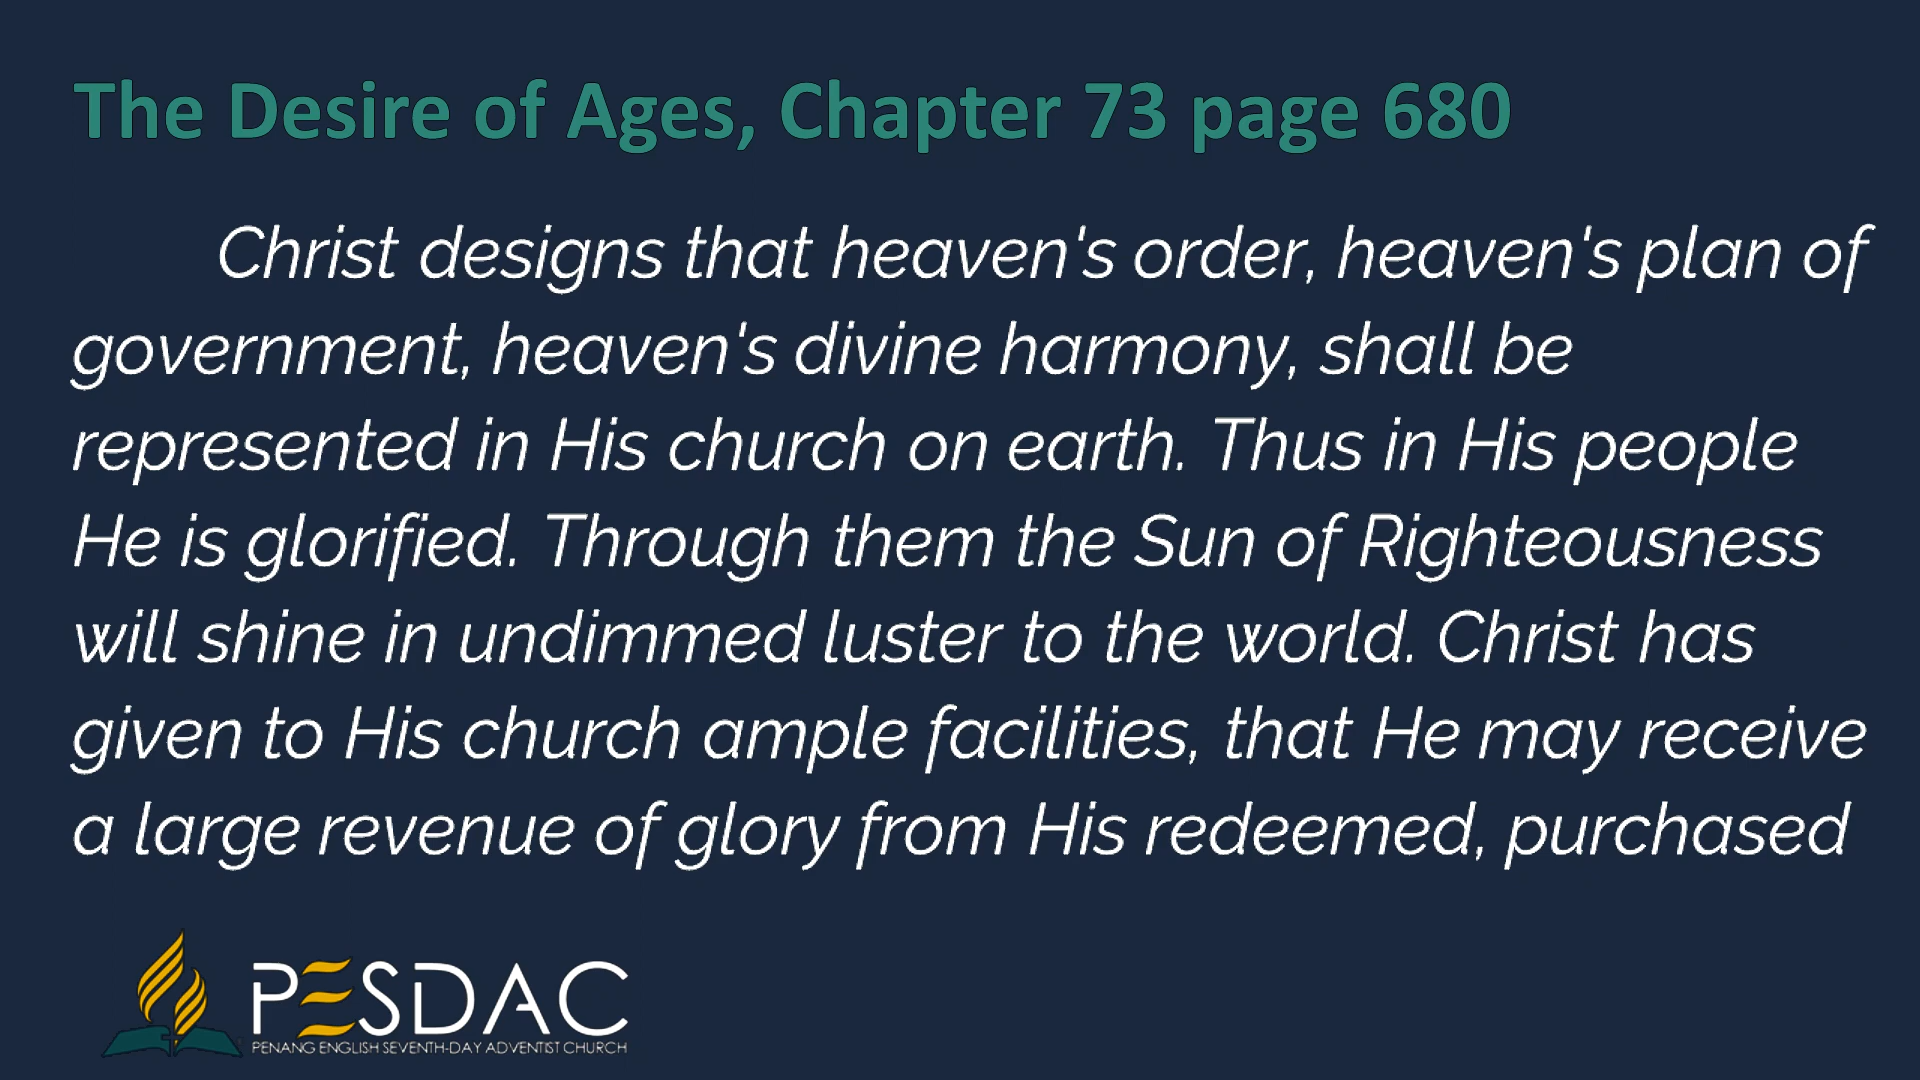 The Desire of Ages, Chapter 73 page 680
Christ designs that heaven's order, heaven's plan of
government, heaven's divine harmony, shall be
represented in His church on earth. Thus in His people
He is glorified. Through them the Sun of Righteousness
will shine in undimmed luster to the world. Christ has
given to His church ample facilities, that He may receive
a large revenue of glory from His redeemed, purchased
PESDAC
PENANG ENGLISH SEVENTH-DAY ADVENTIST CHURCH